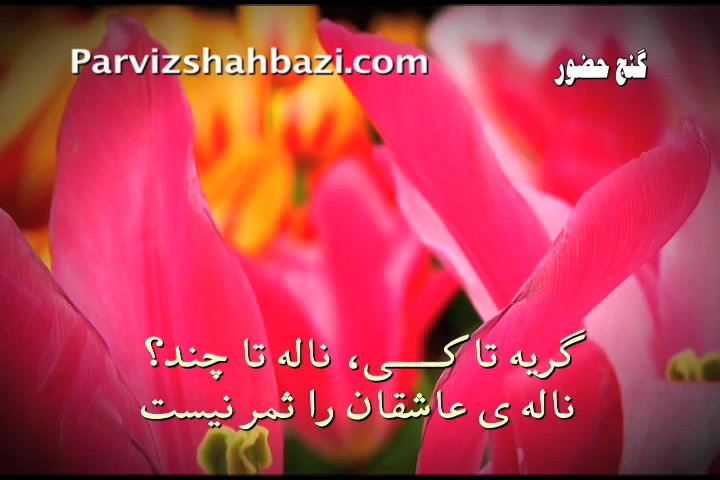 Parvizshahbazi.com
گنج حضور
گریه تا کـــی، ناله تا چند؟
ناله ی عاشقان را ثمر نیست